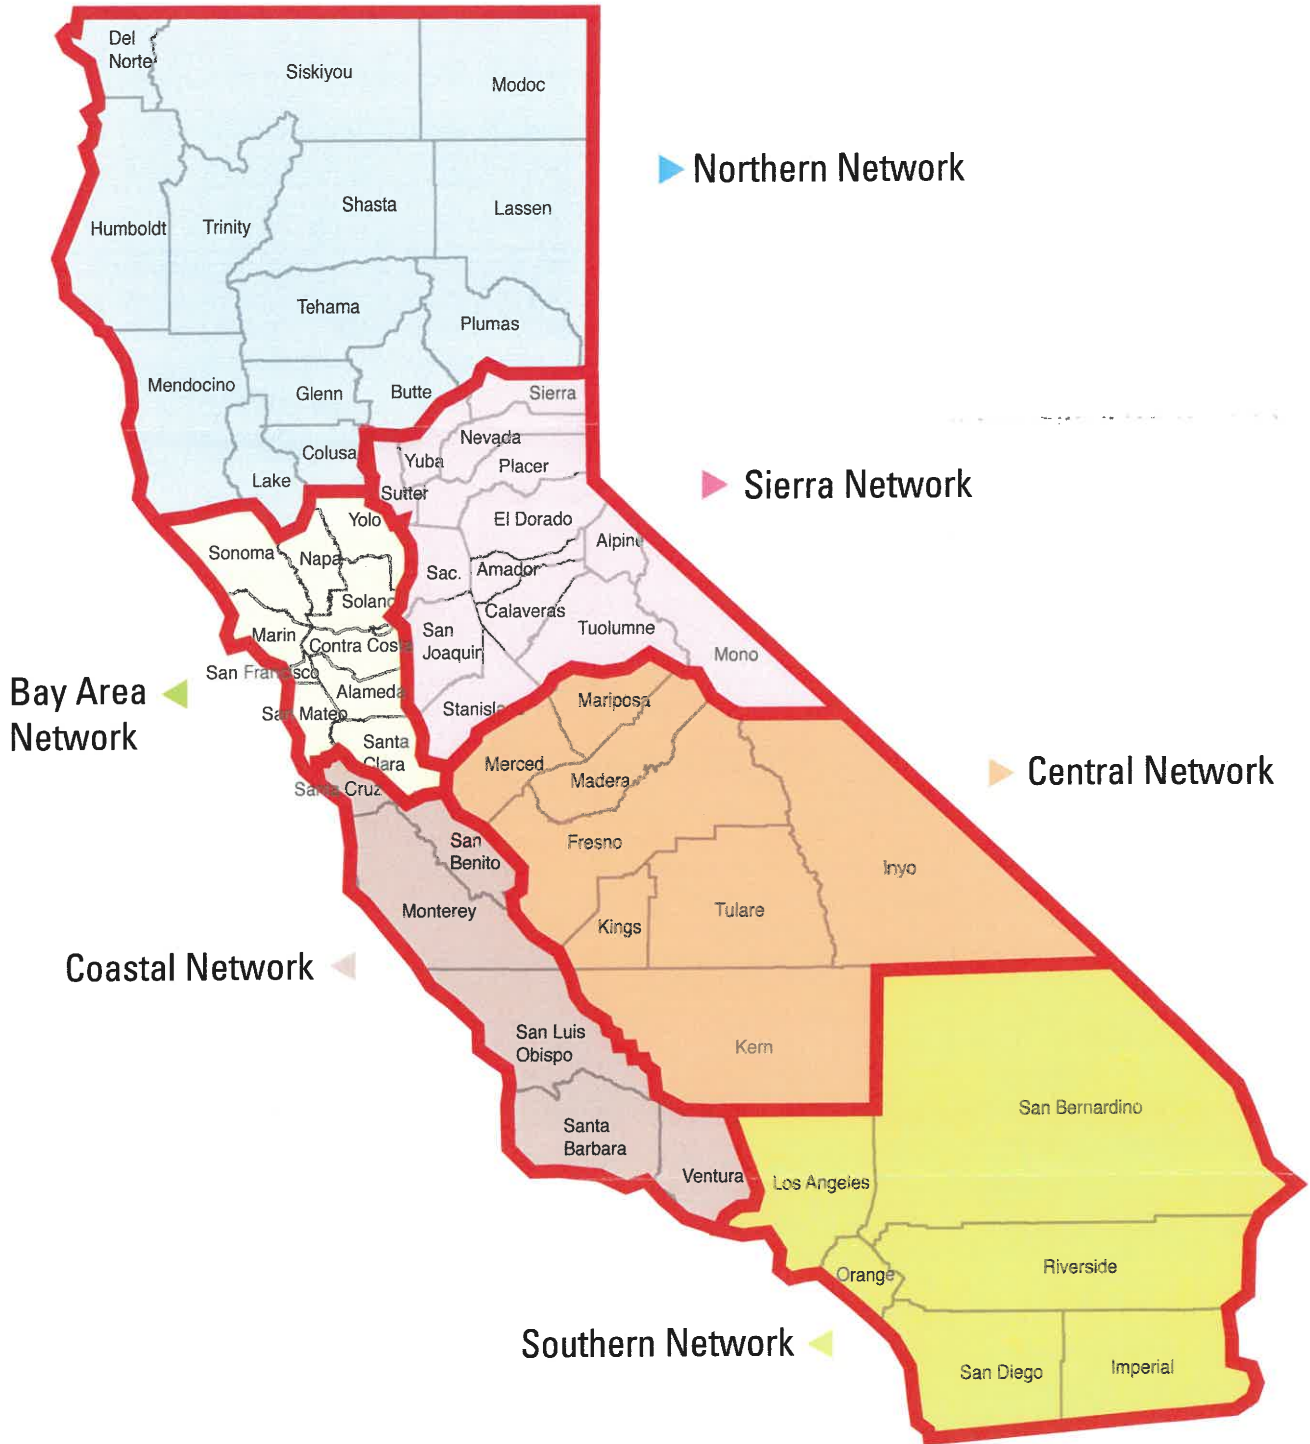 Del
Norte
Siskiyou
Modoc
Northern Network
Humboldt
Trinity
Shasta
Lassen
Tehama
Plumas
Mendocino
Glenn
Butte
Sierra
Colusa
Nevada
Yuba
Placer
Lake
Sutter
Sierra Network
Yolo
El Dorado
Sonoma
Napa
Alpine
Sac.
Amador
Solano
Calaveras
Marin
Contra Costa
San
Joaquin
Tuolumne
Mono
San Francisco
Alameda
Bay Area
Network
San Mateo
Stanisla
Mariposa
Santa
Clara
Merced
Madera
Central Network
Santa Cruz
San
Benito
Fresno
Inyo
Monterey
Kings
Tulare
Coastal Network
San Luis
Obispo
Kern
San Bernardino
Santa
Barbara
Ventura
Los Angeles
Orange
Riverside
Southern Network
San Diego
Imperial